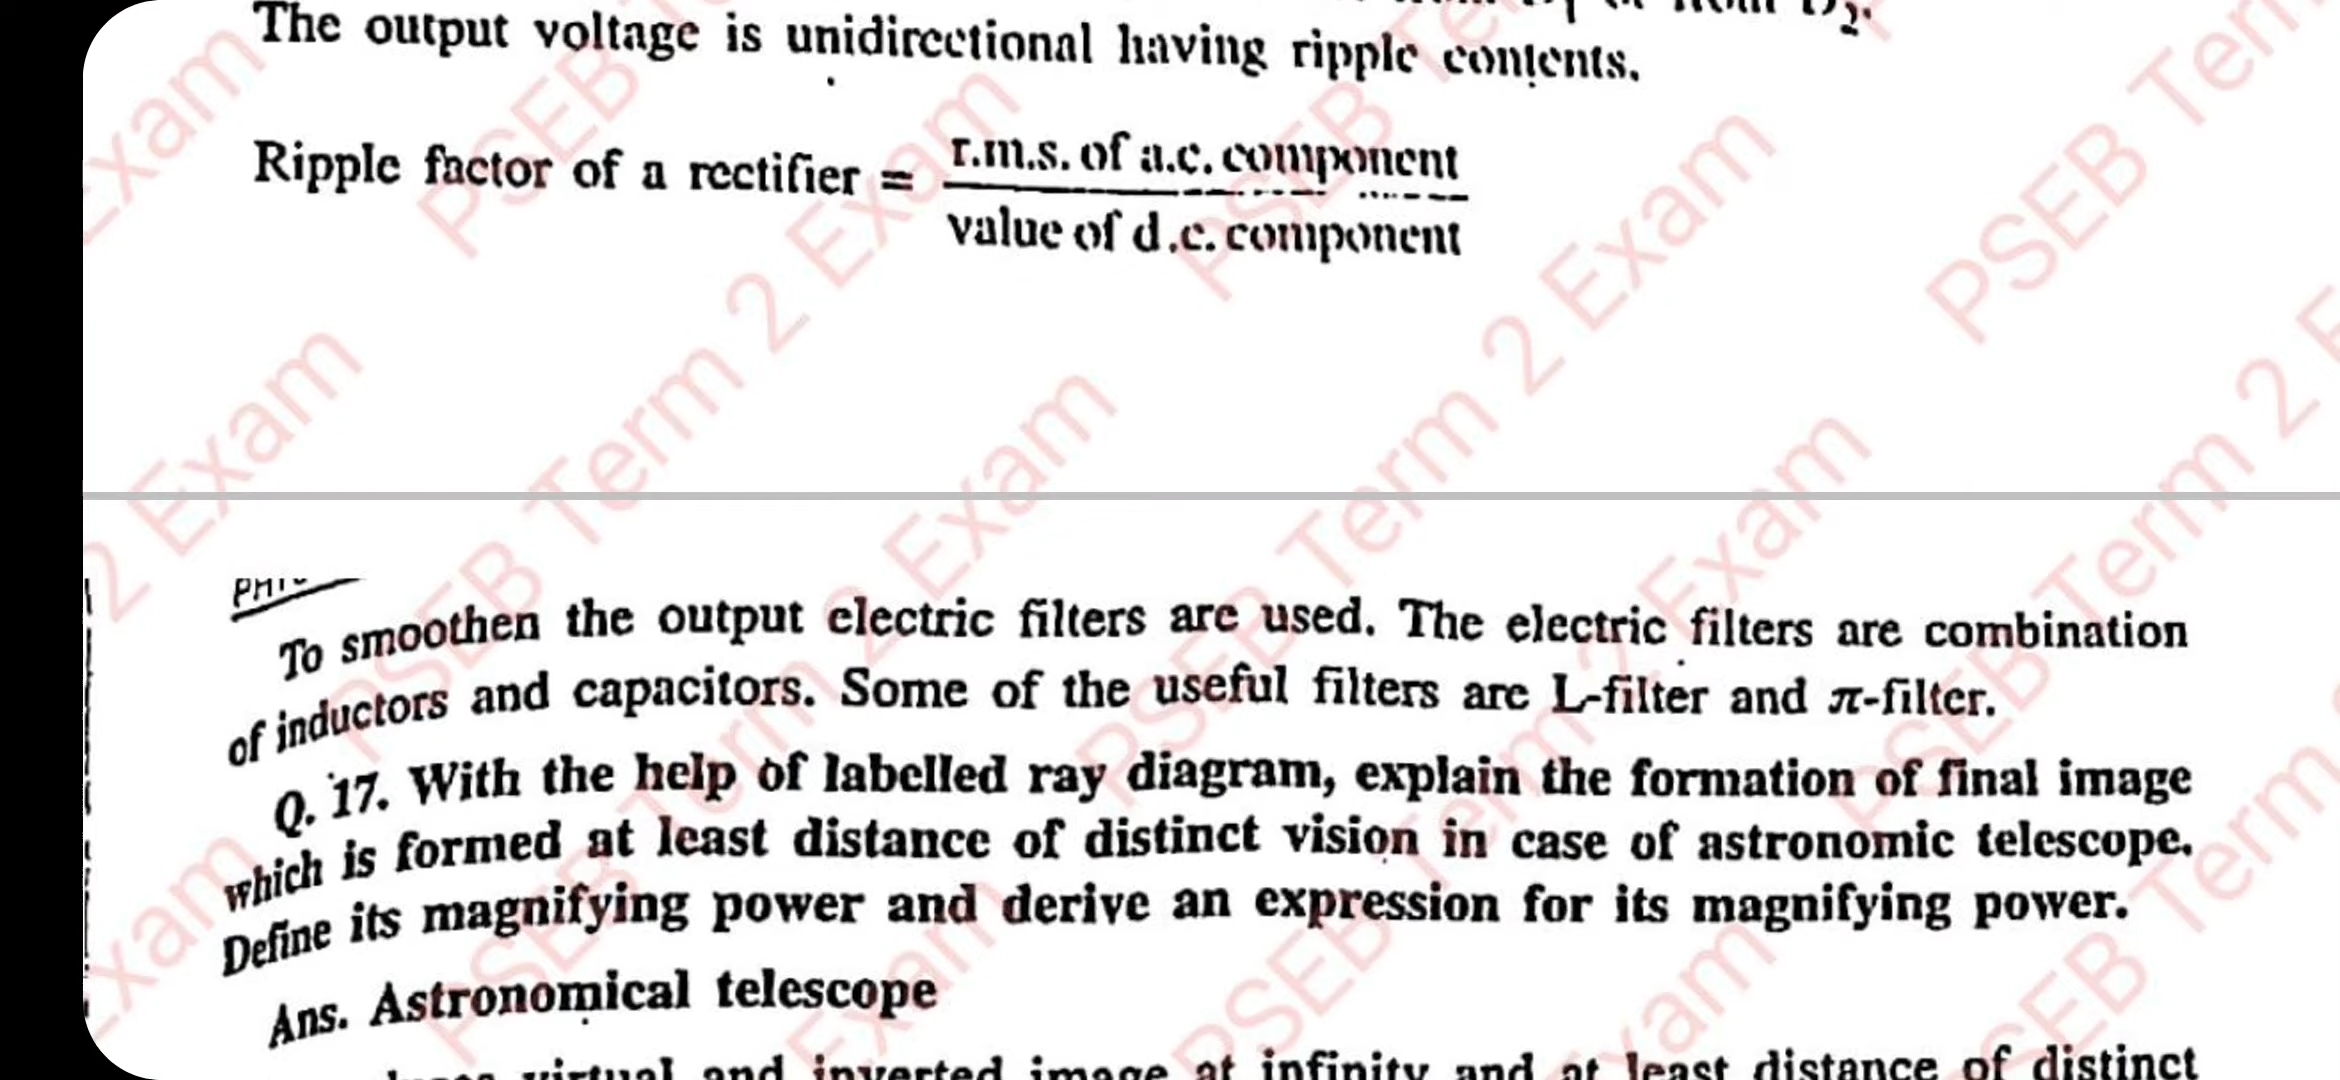 The output voltage is unidirectional having ripple contents.
Ripple factor of a rectifier = r.m.s. of a.c. component
value of d.c. component
To smoothen the output electric filters are used. The electric filters are combination
of inductors and capacitors. Some of the useful filters are L-filter and π-filter.
Q. 17. With the help of labelled ray diagram, explain the formation of final image
which is formed at least distance of distinct vision in case of astronomic telescope.
Define its magnifying power and derive an expression for its magnifying power.
Ans. Astronomical telescope
virtual and inverted image at infinity and at least distance of distinct
PSEB Term 2 Exam